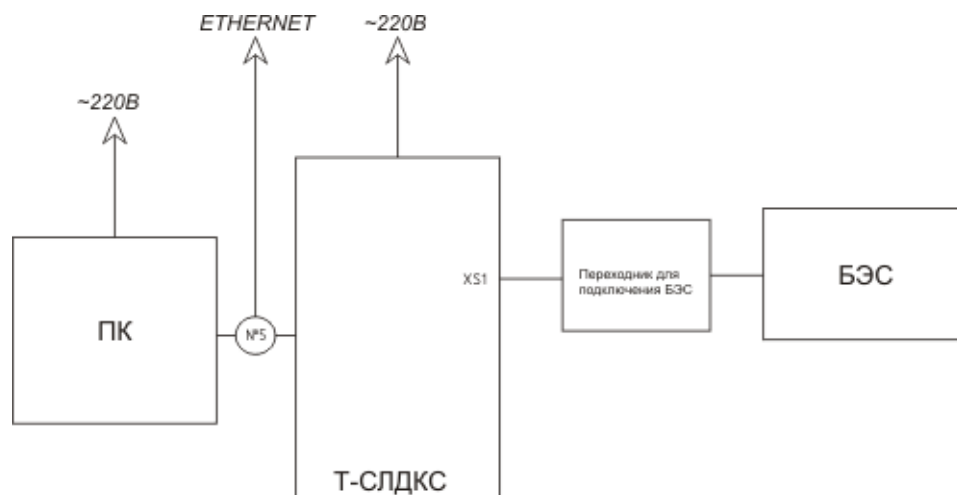 ETHERNET
~220В
~220В
XS1
Переходник для
подключения БЭС
БЭС
ПК
№5
Т-СЛДКС